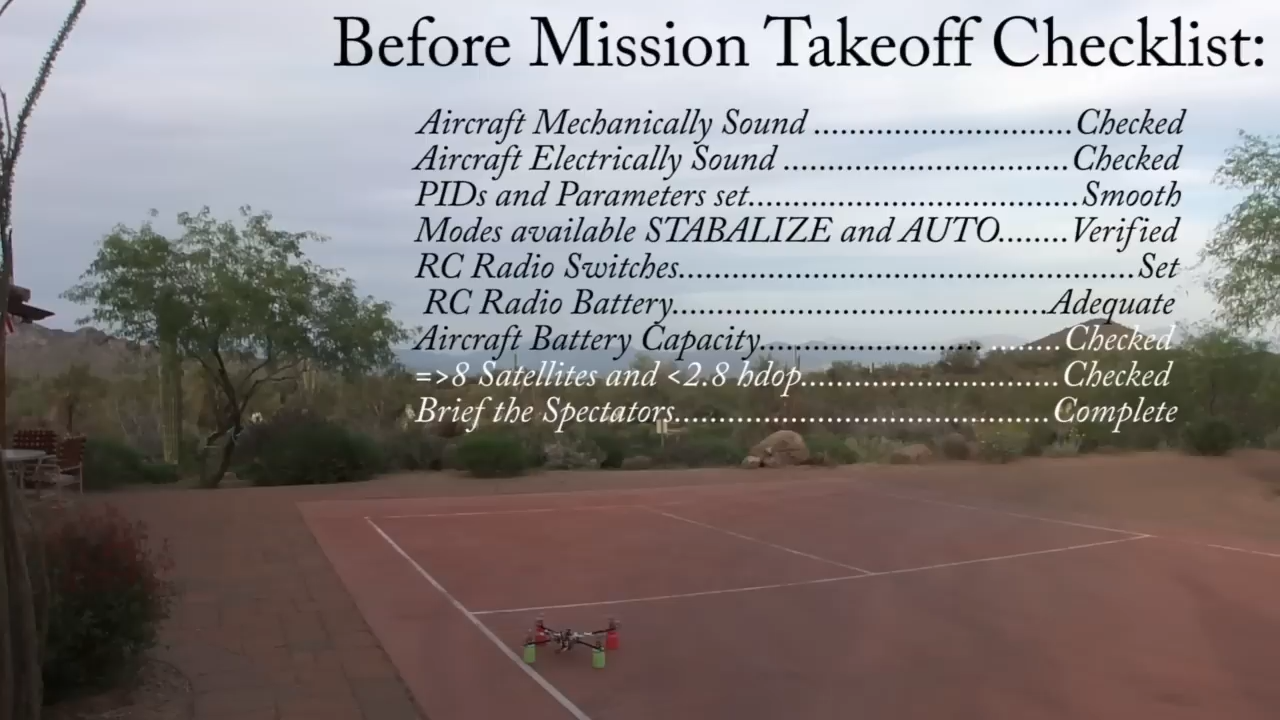 Before Mission Takeoff Checklist:
Aircraft Mechanically Sound ............................Checked
Aircraft Electrically Sound ...............................Checked
PIDs and Parameters set....................................Smooth
Modes available STABALIZE and AUTO........Verified
RC Radio Switches..................................................Set
RC Radio Battery.........................................Adequate
Aircraft Battery Capacity................................Checked
=>8 Satellites and <2.8 hdop............................Checked
Brief the Spectators.........................................Complete